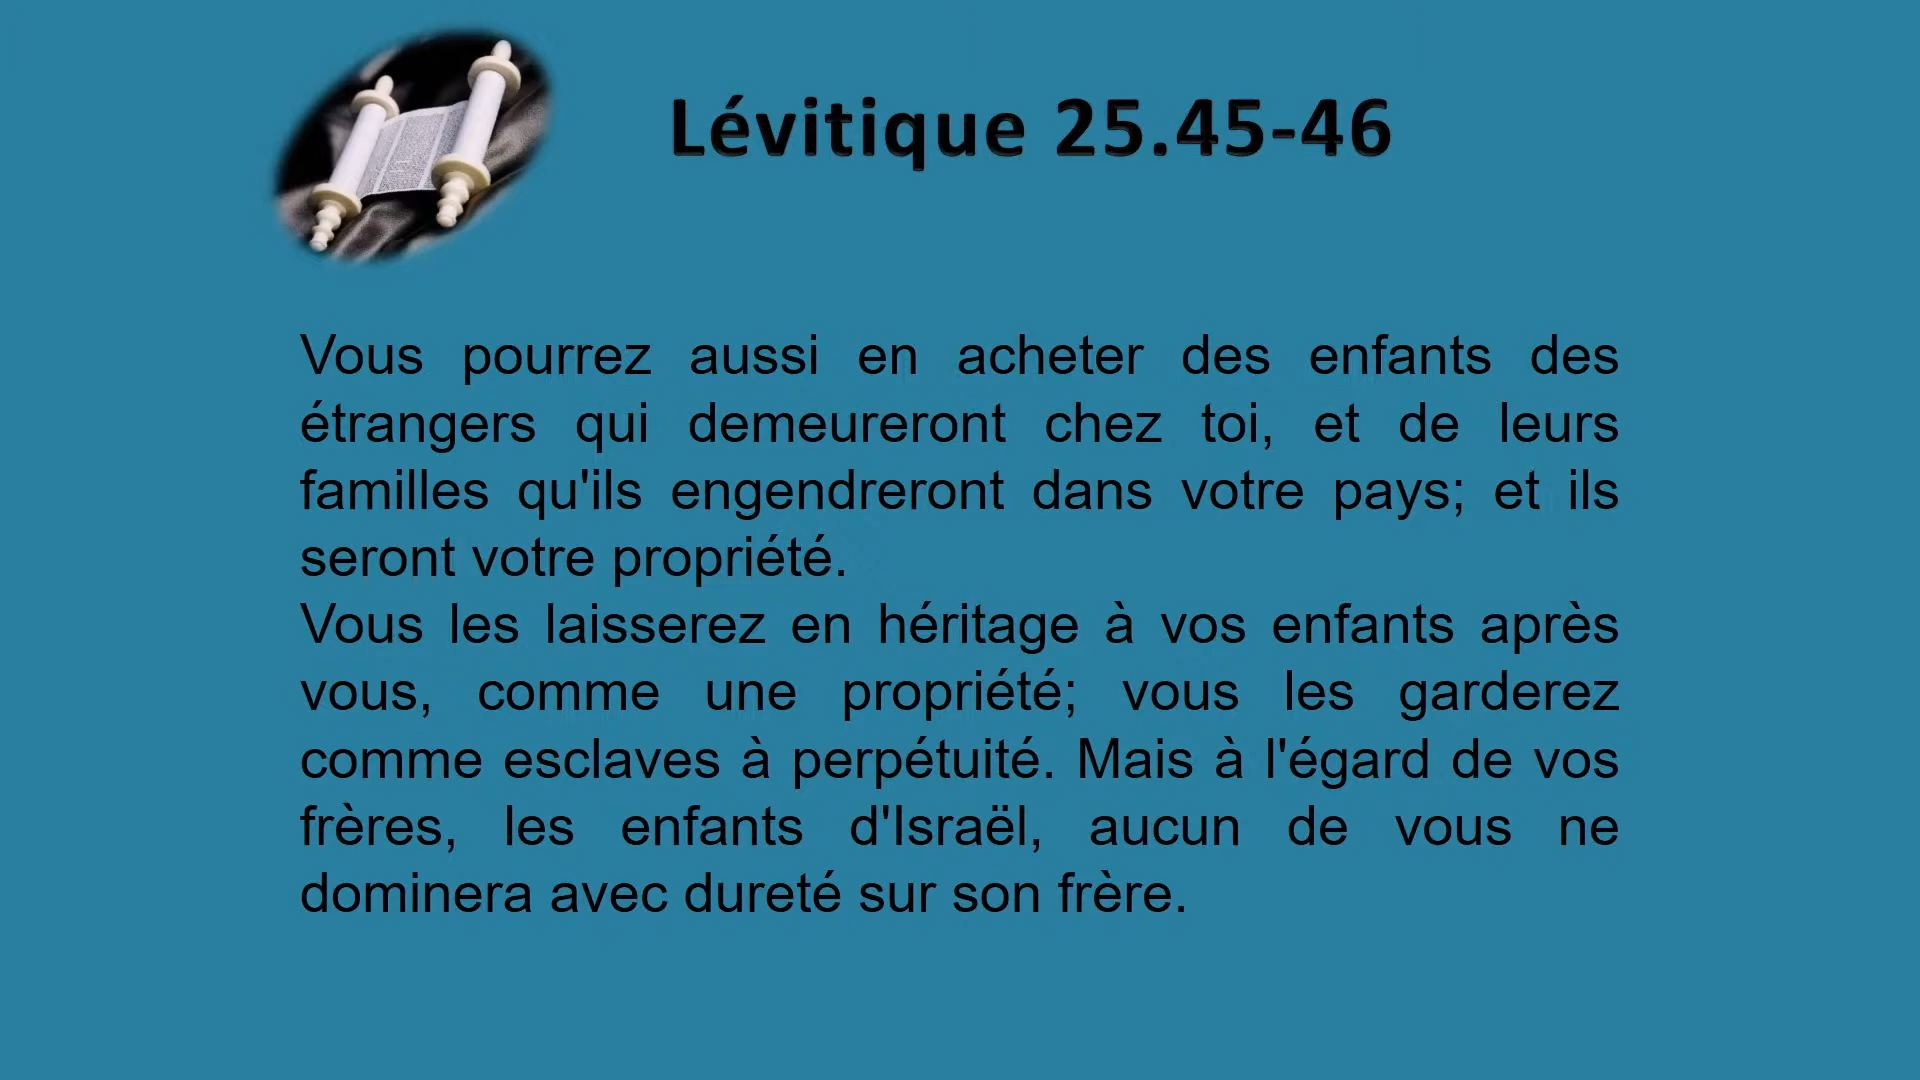 Lévitique 25.45-46
Vous pourrez aussi en acheter des enfants des
étrangers qui demeureront chez toi, et de leurs
familles qu'ils engendreront dans votre pays; et ils
seront votre propriété.
Vous les laisserez en héritage à vos enfants après
vous, comme une propriété; vous les garderez
comme esclaves à perpétuité. Mais à l'égard de vos
frères, les enfants d'Israël, aucun de vous ne
dominera avec dureté sur son frère.